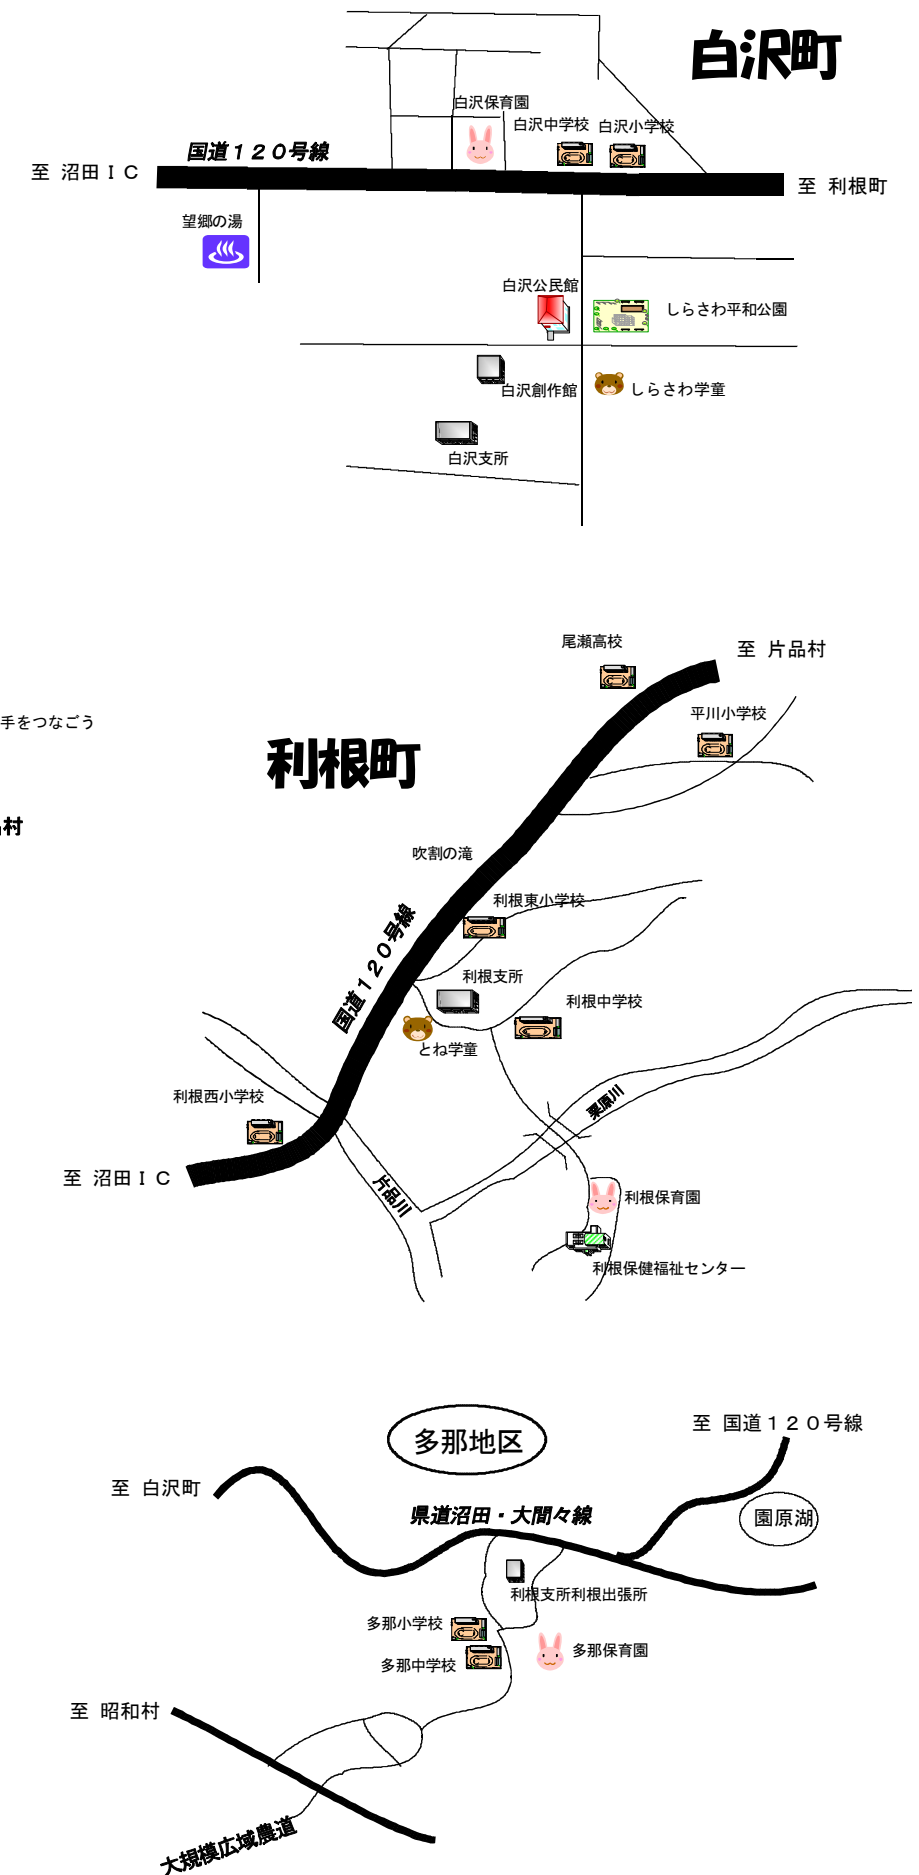 白沢町
白沢保育園
白沢中学校
白沢小学校
国道１２０号線
至 沼田ＩＣ
至 利根町
望郷の湯
白沢公民館
しらさわ平和公園
白沢創作館
しらさわ学童
白沢支所
尾瀬高校
至 片品村
平川小学校
手をつなごう
利根町
村
吹割の滝
利根東小学校
国道１２０号線
利根支所
利根中学校
とね学童
利根西小学校
栗原川
至 沼田ＩＣ
片品川
利根保育園
利根保健福祉センター
多那地区
至 国道１２０号線
至 白沢町
県道沼田・大間々線
園原湖
利根支所利根出張所
多那小学校
多那保育園
多那中学校
至 昭和村
大規模広域農道